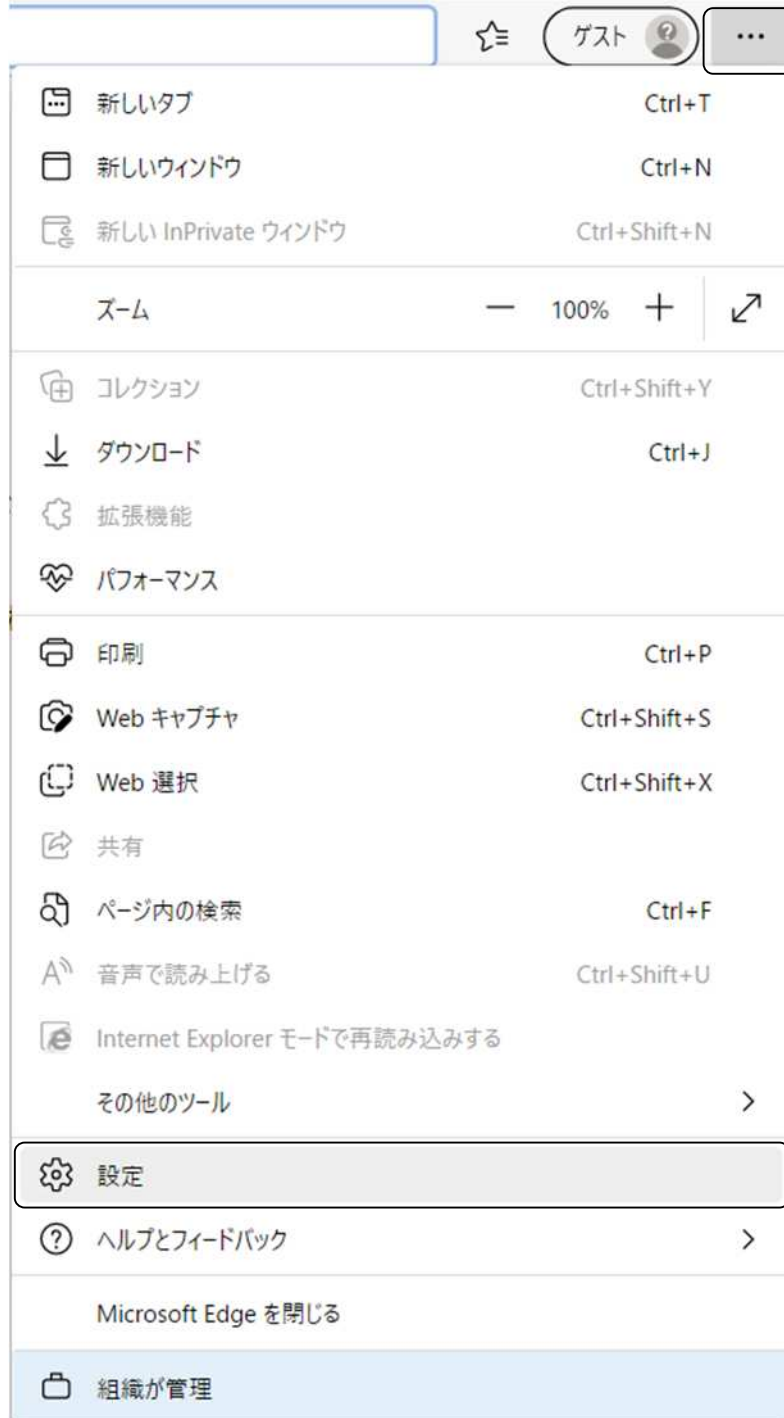 ゲスト
新しいタブ Ctrl+T
新しいウィンドウ Ctrl+N
新しい InPrivate ウィンドウ Ctrl+Shift+N
ズーム 100%
コレクション Ctrl+Shift+Y
ダウンロード Ctrl+J
拡張機能
パフォーマンス
印刷 Ctrl+P
Web キャプチャ Ctrl+Shift+S
Web 選択 Ctrl+Shift+X
共有
ページ内の検索 Ctrl+F
音声で読み上げる Ctrl+Shift+U
Internet Explorer モードで再読み込みする
その他のツール
設定
ヘルプとフィードバック
Microsoft Edge を閉じる
組織が管理